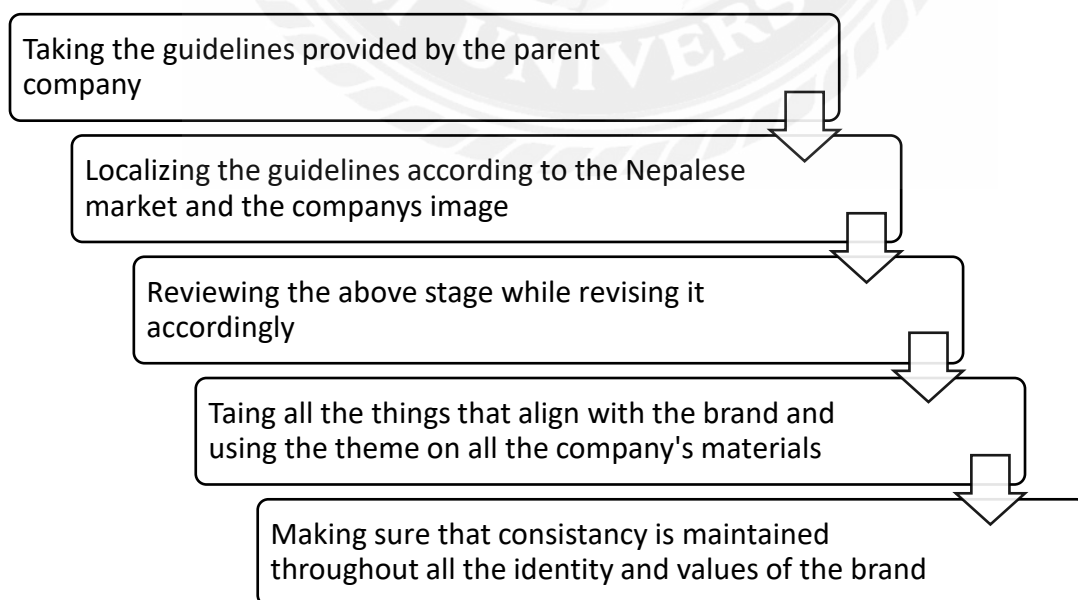 UNIVERS
Taking the guidelines provided by the parent
company
Localizing the guidelines according to the Nepalese
market and the companys image
Reviewing the above stage while revising it
accordingly
Taing all the things that align with the brand and
using the theme on all the company's materials
Making sure that consistancy is maintained
throughout all the identity and values of the brand